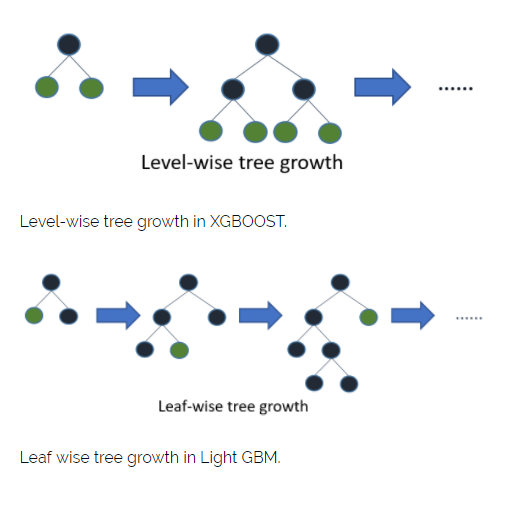 ......
Level-wise tree growth
Level-wise tree growth in XGBOOST.
......
Leaf-wise tree growth
Leaf wise tree growth in Light GBM.